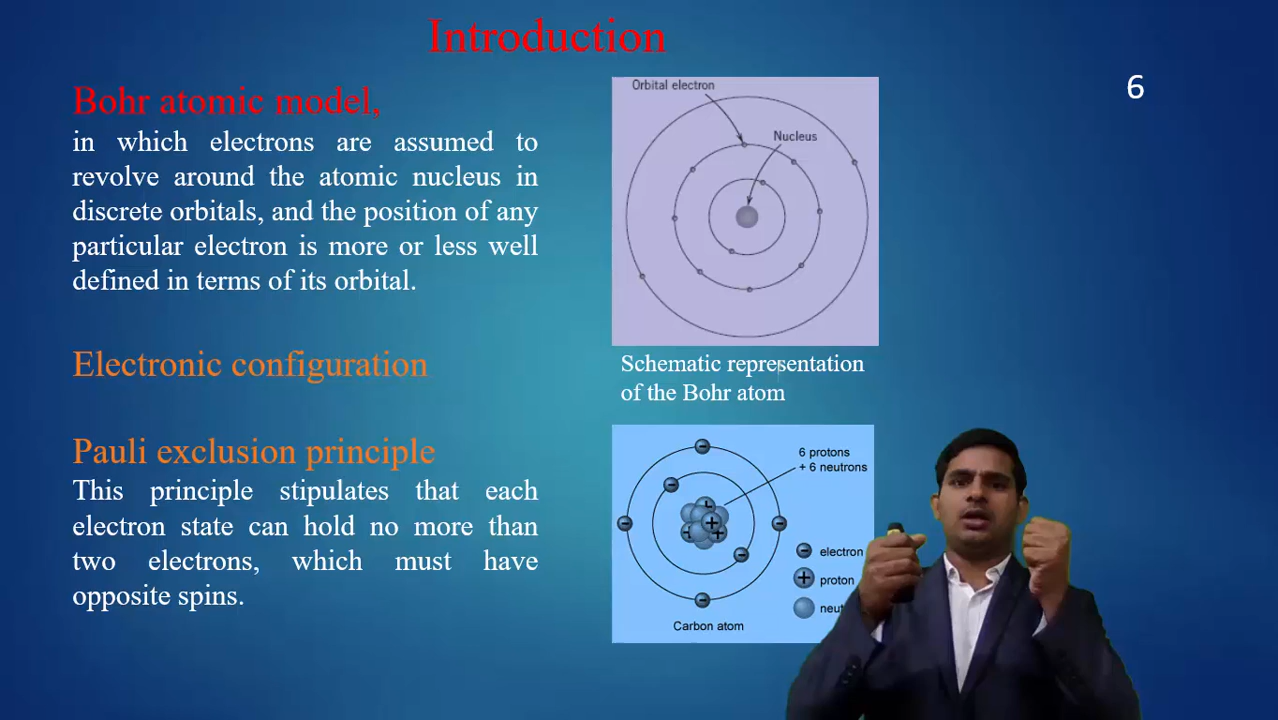 Introduction
6
Bohr atomic model,
in which electrons are assumed to
revolve around the atomic nucleus in
discrete orbitals, and the position of any
particular electron is more or less well
defined in terms of its orbital.
Electronic configuration
Pauli exclusion principle
This principle stipulates that each
electron state can hold no more than
two electrons, which must have
opposite spins.
Orbital electron
Nucleus
Schematic representation
of the Bohr atom
6 protons
+ 6 neutrons
electron
proton
Carbon atom